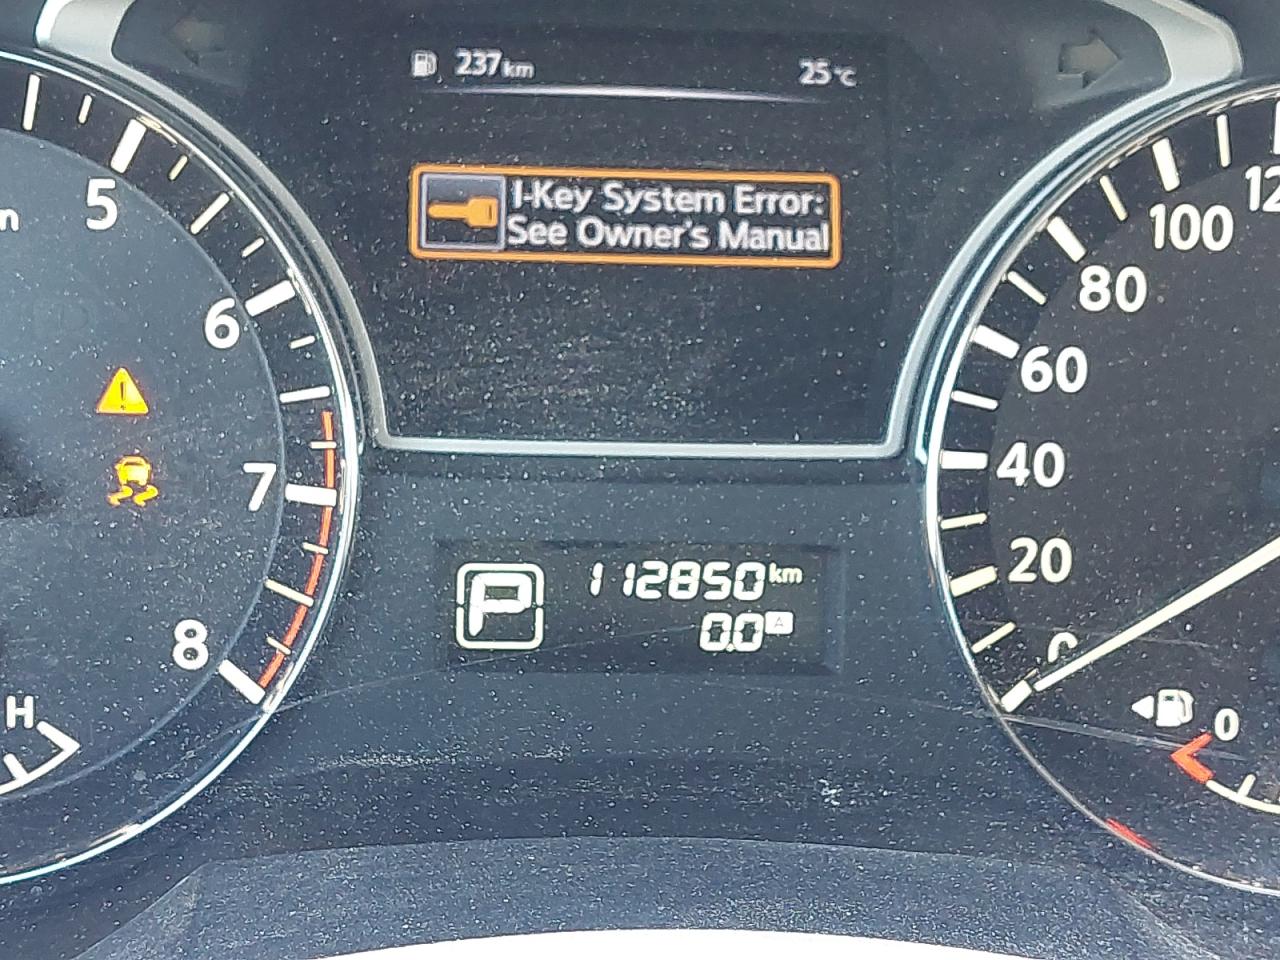 237km 25°C
I-Key System Error:
See Owner's Manual
5
6
7
8
H
P
112850km
0.0 A
100
80
60
40
20
0
0